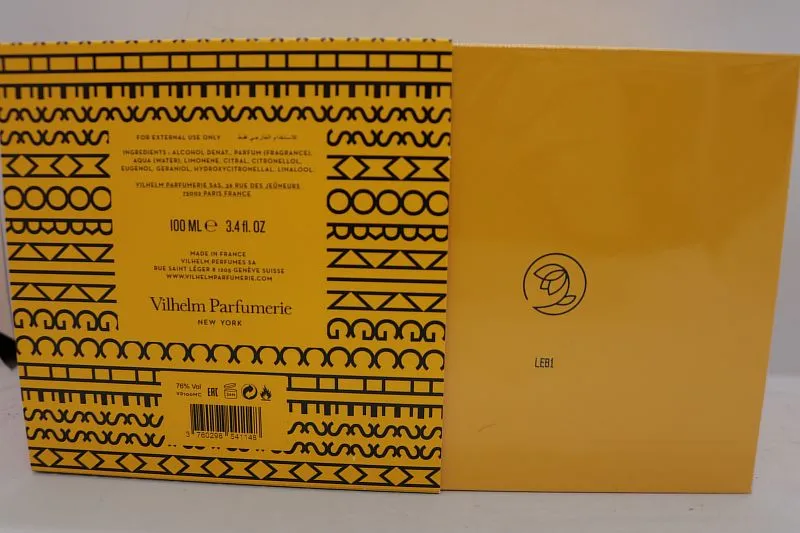 FOR EXTERNAL USE ONLY للاستخدام الخارجي فقط
INGREDIENTS : ALCOHOL DENAT., PARFUM (FRAGRANCE),
AQUA (WATER), LIMONENE, CITRAL, CITRONELLOL,
EUGENOL, GERANIOL, HYDROXYCITRONELLAL, LINALOOL.
VILHELM PARFUMERIE SAS, 36 RUE DES JEÛNEURS
75002 PARIS FRANCE
100 ML ℮ 3.4 fl. OZ
MADE IN FRANCE
VILHELM PERFUMES SA
RUE SAINT LÉGER 8 1205 GENÈVE SUISSE
WWW.VILHELMPARFUMERIE.COM
Vilhelm Parfumerie
NEW YORK
78% Vol
EAC
3 760298 541148
LEB1